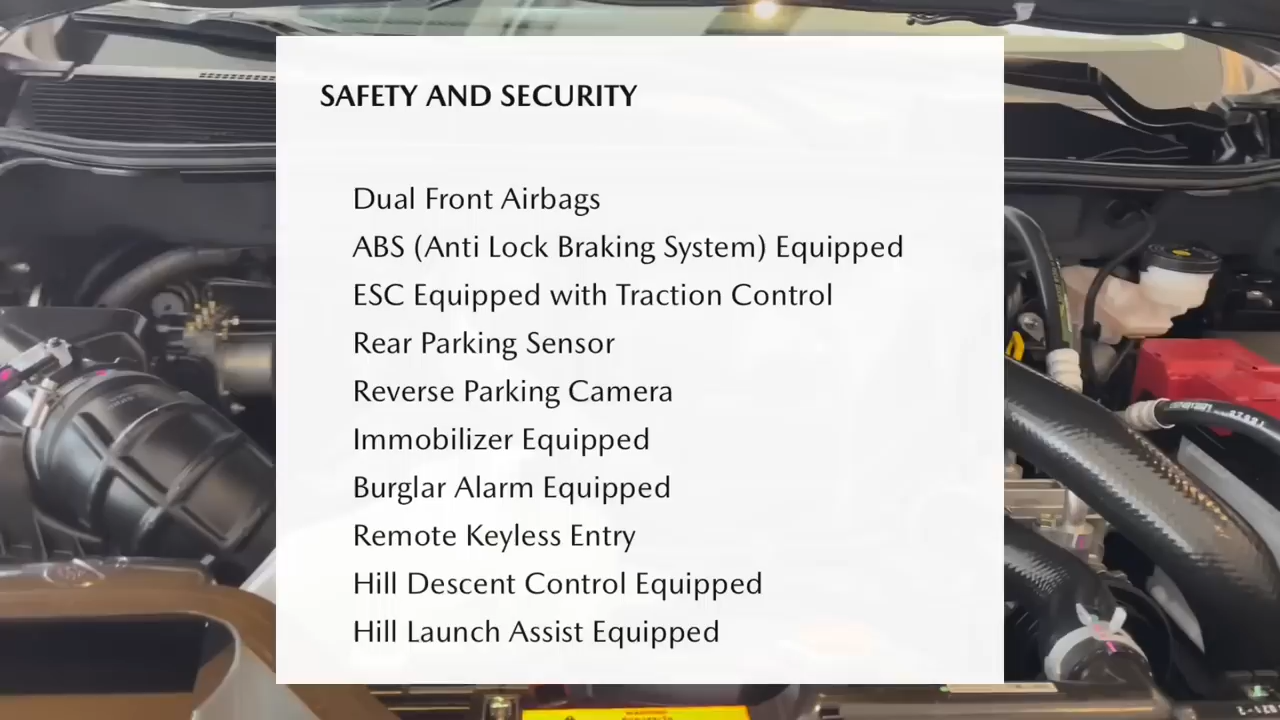 SAFETY AND SECURITY
Dual Front Airbags
ABS (Anti Lock Braking System) Equipped
ESC Equipped with Traction Control
Rear Parking Sensor
Reverse Parking Camera
Immobilizer Equipped
Burglar Alarm Equipped
Remote Keyless Entry
Hill Descent Control Equipped
Hill Launch Assist Equipped